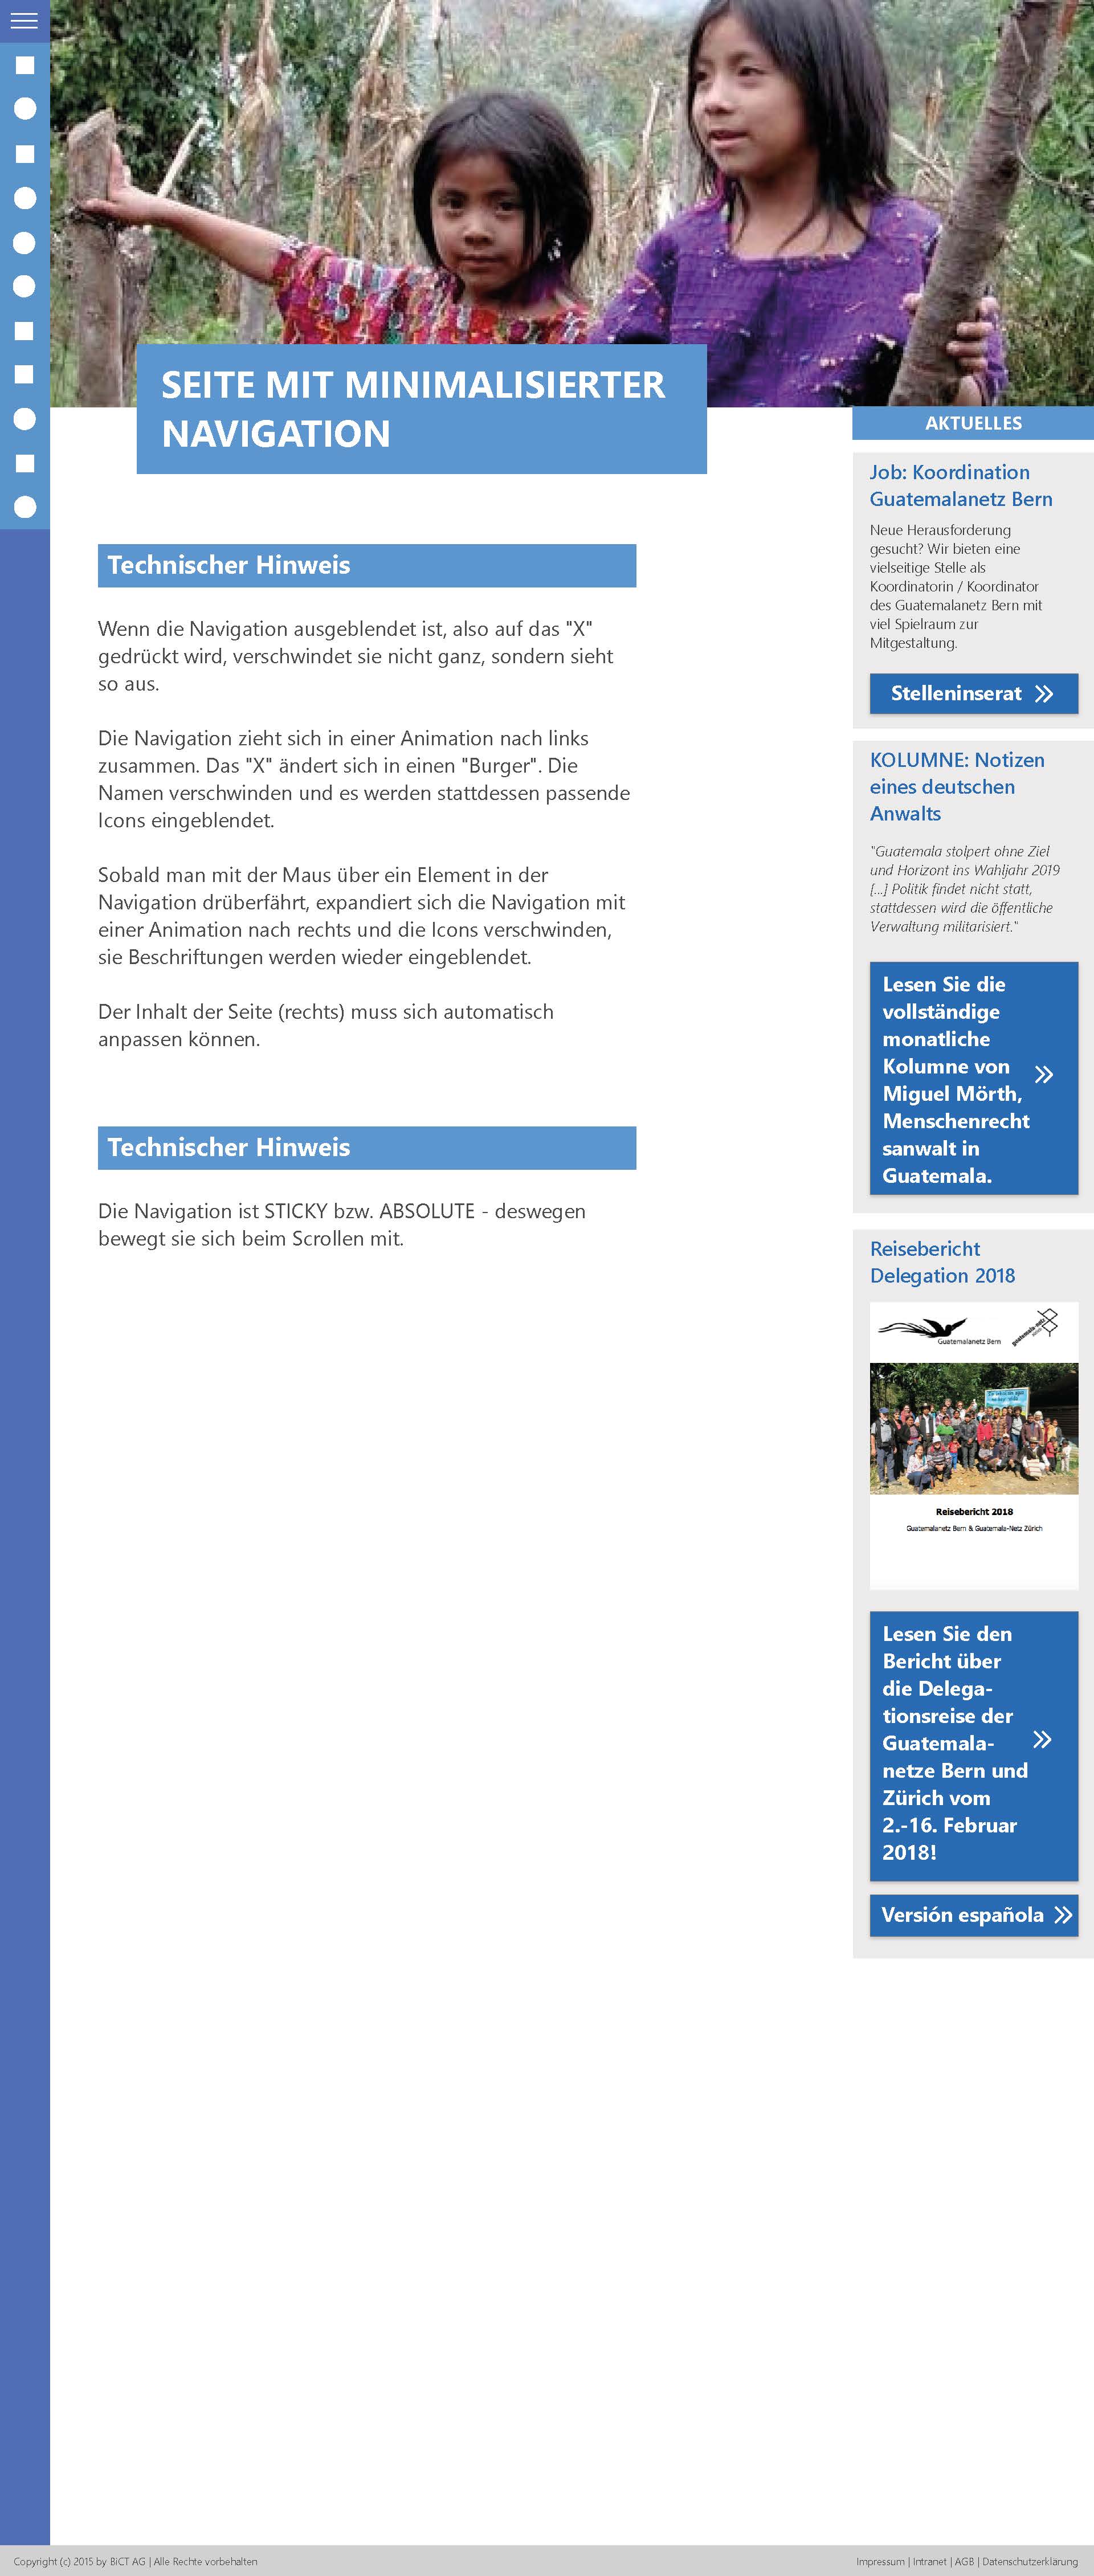 SEITE MIT MINIMALISIERTER
NAVIGATION
Technischer Hinweis
Wenn die Navigation ausgeblendet ist, also auf das "X"
gedrückt wird, verschwindet sie nicht ganz, sondern sieht
so aus.
Die Navigation zieht sich in einer Animation nach links
zusammen. Das "X" ändert sich in einen "Burger". Die
Namen verschwinden und es werden stattdessen passende
Icons eingeblendet.
Sobald man mit der Maus über ein Element in der
Navigation drüberfährt, expandiert sich die Navigation mit
einer Animation nach rechts und die Icons verschwinden,
sie Beschriftungen werden wieder eingeblendet.
Der Inhalt der Seite (rechts) muss sich automatisch
anpassen können.
Technischer Hinweis
Die Navigation ist STICKY bzw. ABSOLUTE - deswegen
bewegt sie sich beim Scrollen mit.
AKTUELLES
Job: Koordination
Guatemalanetz Bern
Neue Herausforderung
gesucht? Wir bieten eine
vielseitige Stelle als
Koordinatorin / Koordinator
des Guatemalanetz Bern mit
viel Spielraum zur
Mitgestaltung.
Stelleninserat
KOLUMNE: Notizen
eines deutschen
Anwalts
"Guatemala stolpert ohne Ziel
und Horizont ins Wahljahr 2019
[...] Politik findet nicht statt,
stattdessen wird die öffentliche
Verwaltung militarisiert."
Lesen Sie die
vollständige
monatliche
Kolumne von
Miguel Mörth,
Menschenrecht
sanwalt in
Guatemala.
Reisebericht
Delegation 2018
Guatemalanetz Bern
guatemala-netz
Reisebericht 2018
Guatemalanetz Bern & Guatemala-Netz Zürich
Lesen Sie den
Bericht über
die Delega-
tionsreise der
Guatemala-
netze Bern und
Zürich vom
2.-16. Februar
2018!
Versión española
Copyright (c) 2015 by BiCT AG | Alle Rechte vorbehalten
Impressum | Intranet | AGB | Datenschutzerklärung